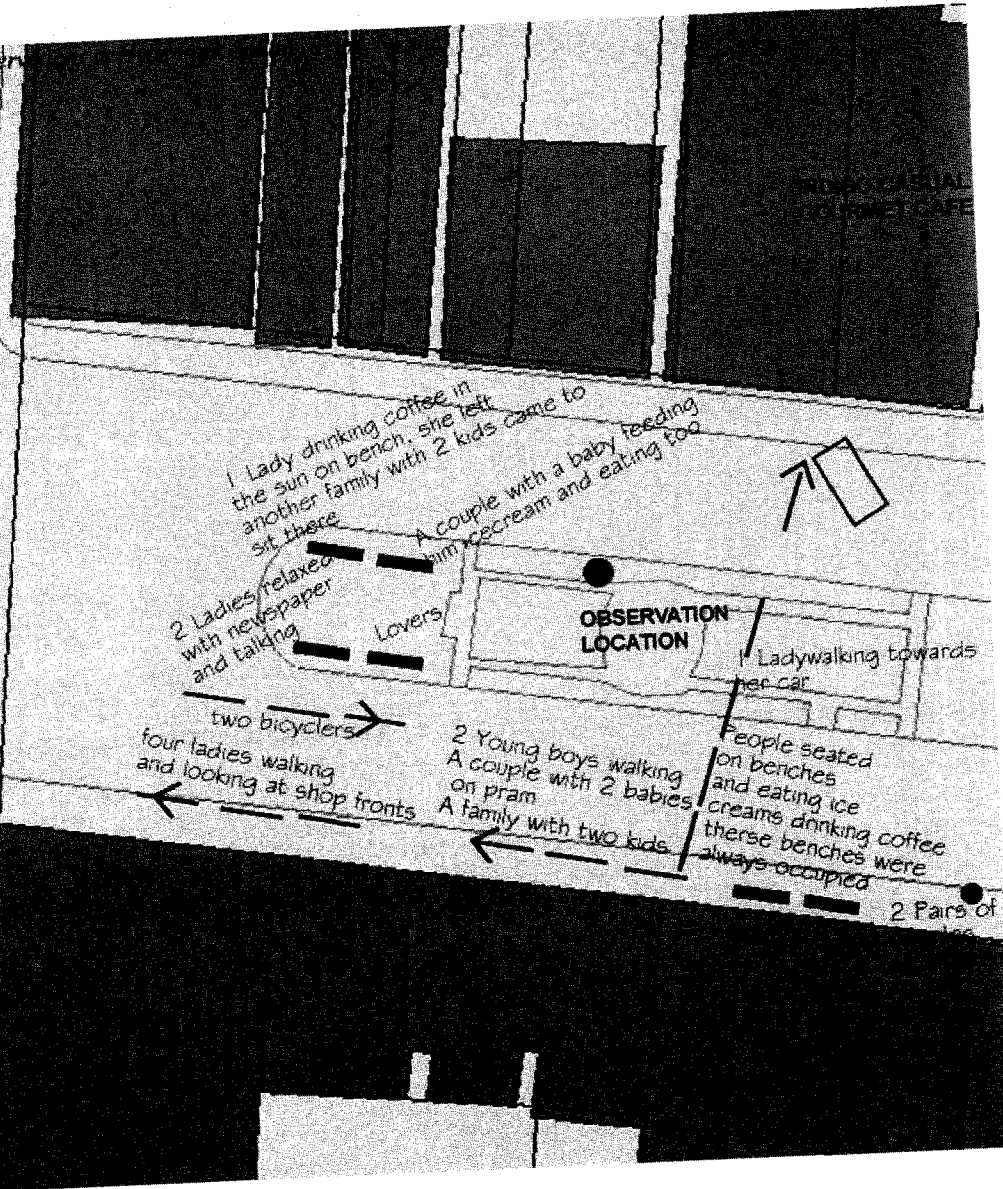 CASUAL
GOURMET CAFE
1 Lady drinking coffee in
the sun on bench, she left
another family with 2 kids came to
sit there
A couple with a baby feeding
him icecream and eating too
2 Ladies relaxed
with newspaper
and talking
Lovers
OBSERVATION
LOCATION
1 Ladywalking towards
her car
two bicyclers
four ladies walking
and looking at shop fronts
2 Young boys walking
A couple with 2 babies
on pram
A family with two kids
People seated
on benches
and eating ice
creams drinking coffee
therse benches were
always occupied
2 Pairs of